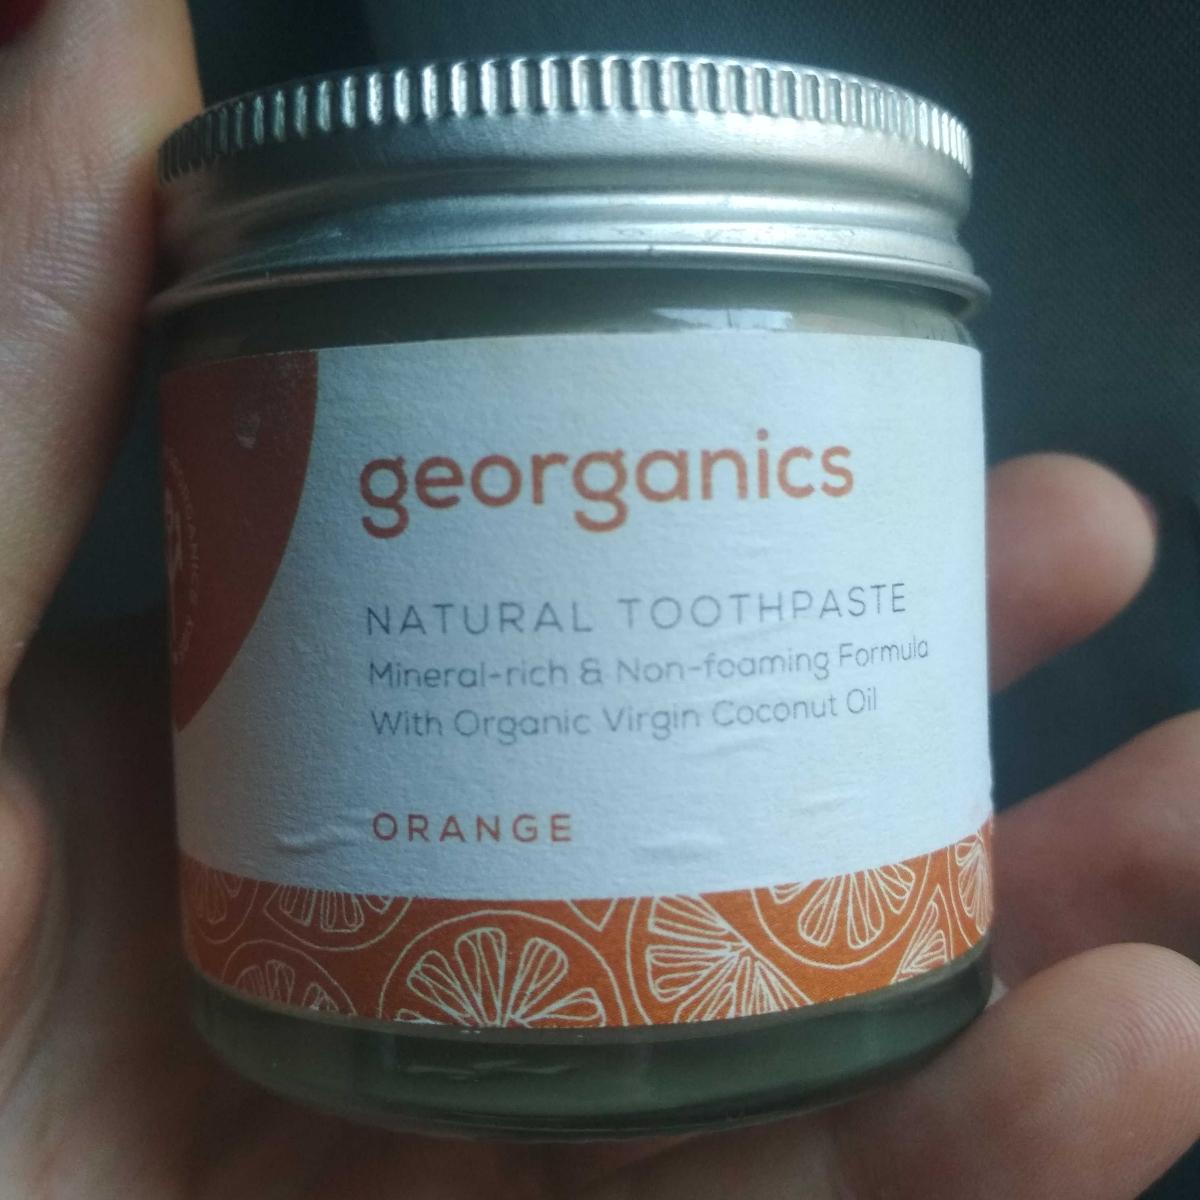 georganics
NATURAL TOOTHPASTE
Mineral-rich & Non-foaming Formula
With Organic Virgin Coconut Oil
ORANGE